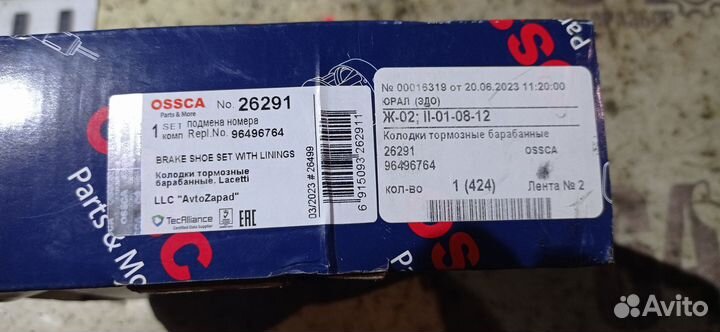 OSSCA No. 26291
Parts & More
1 SET подмена номера
комп Repl.No. 96496764
BRAKE SHOE SET WITH LININGS
Колодки тормозные
барабанные. Lacetti
LLC "AvtoZapad"
TecAlliance
Certified Data Supplier
EAC
03/2023 # 26499
6 915093 262911
№ 00016319 от 20.06.2023 11:20:00
ЮРАЛ (ЭДО)
Ж-02; II-01-08-12
Колодки тормозные барабанные
26291 OSSCA
96496764
кол-во 1 (424) Лента № 2
OSSCA
Parts & More
Parts & Mo
Avito